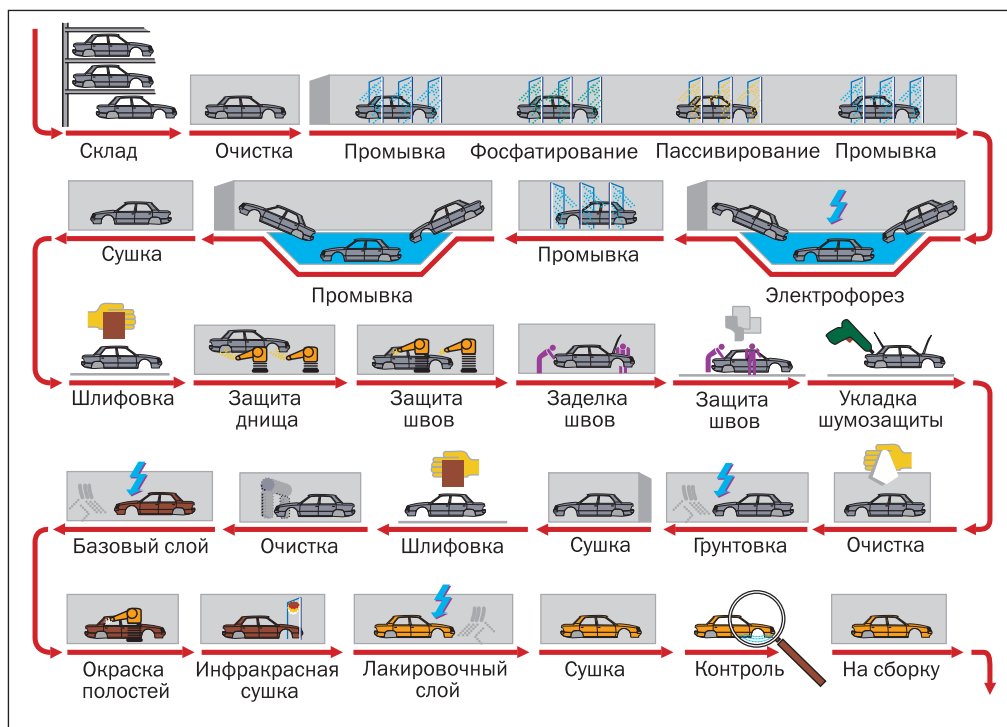 Склад
Очистка
Промывка
Фосфатирование
Пассивирование
Промывка
Сушка
Промывка
Промывка
Электрофорез
Шлифовка
Защита
днища
Защита
швов
Заделка
швов
Защита
швов
Укладка
шумозащиты
Базовый слой
Очистка
Шлифовка
Сушка
Грунтовка
Очистка
Окраска
полостей
Инфракрасная
сушка
Лакировочный
слой
Сушка
Контроль
На сборку